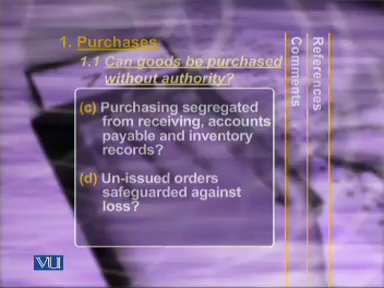 1. Purchases
1.1 Can goods be purchased
without authority?
(c) Purchasing segregated
from receiving, accounts
payable and inventory
records?
(d) Un-issued orders
safeguarded against
loss?
Comments
References
VU